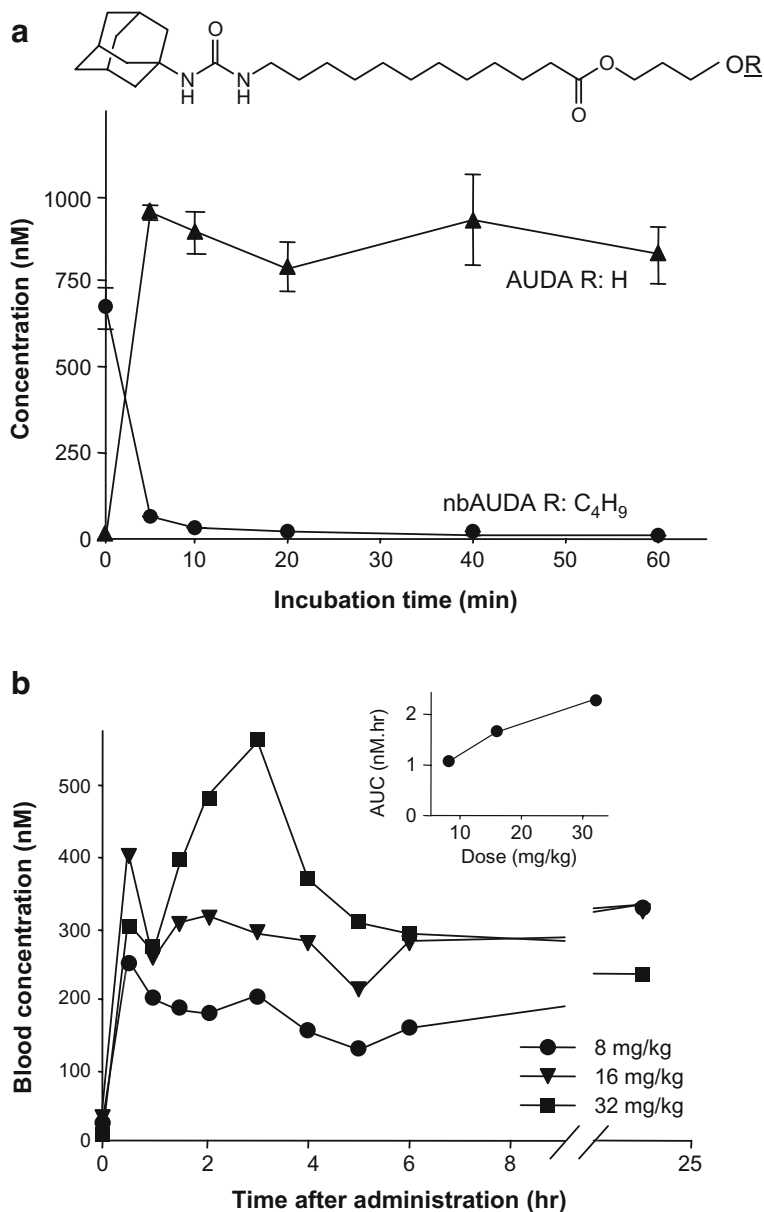 a
O
N
H
N
H
O
O
OR
Concentration (nM)
1000
750
500
250
0
AUDA R: H
nbAUDA R: C₄H₉
0 10 20 30 40 50 60
Incubation time (min)
b
Blood concentration (nM)
500
400
300
200
100
0
AUC (nM.hr)
2
1
0
10 20 30
Dose (mg/kg)
8 mg/kg
16 mg/kg
32 mg/kg
0 2 4 6 8 25
Time after administration (hr)